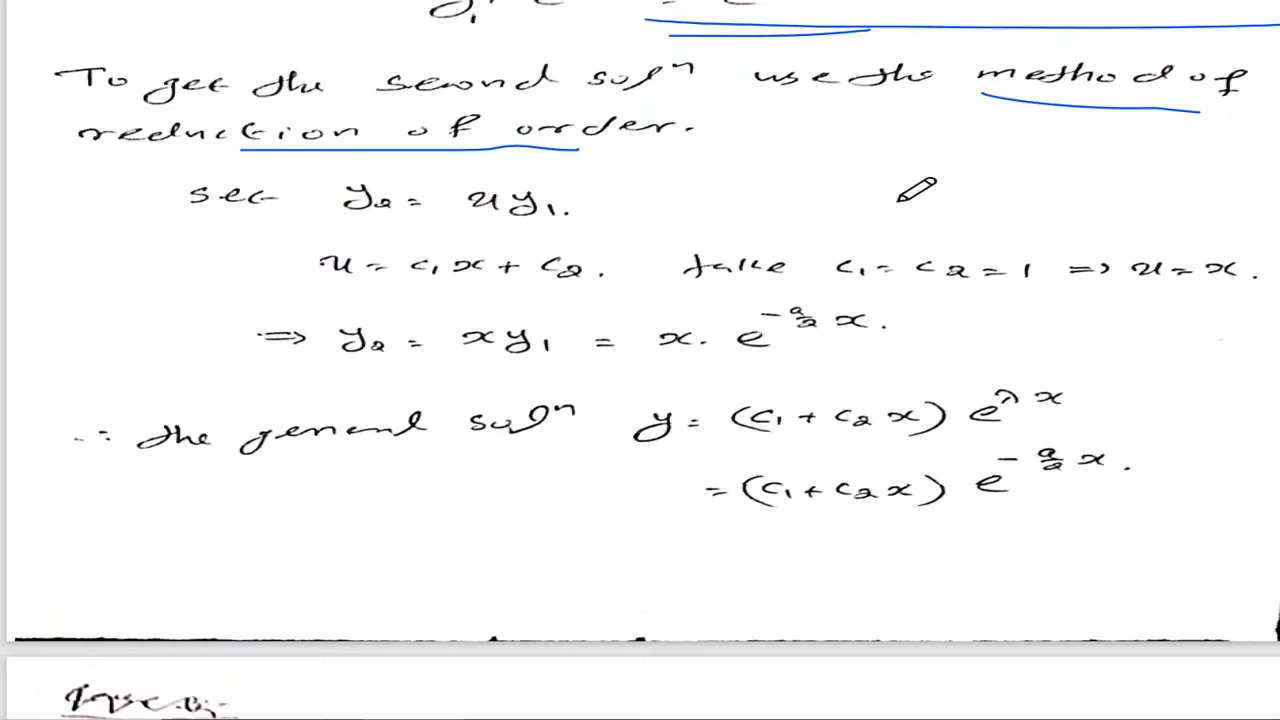 To get the second solⁿ use the method of
reduction of order.
set y₂ = uy₁.
u = c₁x + c₂. take c₁ = c₂ = 1 ⇒ u = x.
⇒ y₂ = xy₁ = x. e^{-a/2 x}.
∴ the general solⁿ y = (c₁ + c₂x) e^{λx}
= (c₁ + c₂x) e^{-a/2 x}.